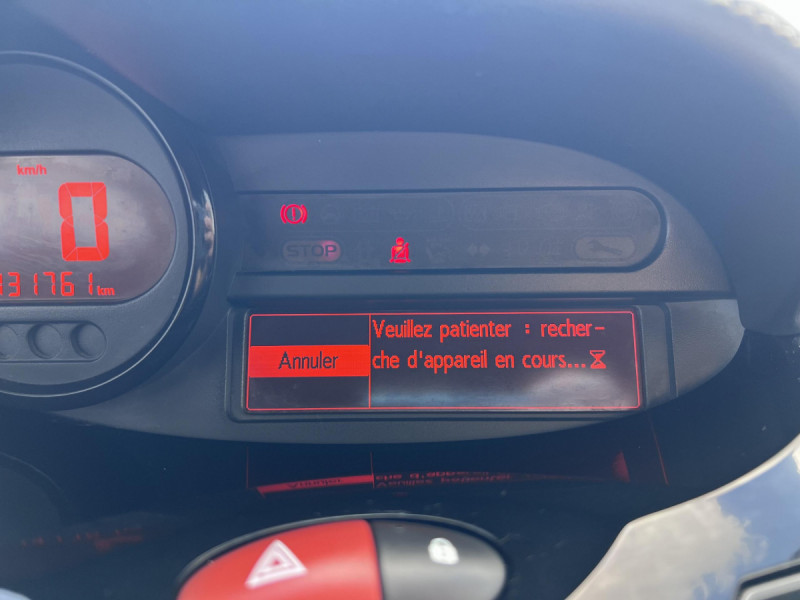 km/h
0
31761 km
STOP
Veuillez patienter : recher-
Annuler
che d'appareil en cours...